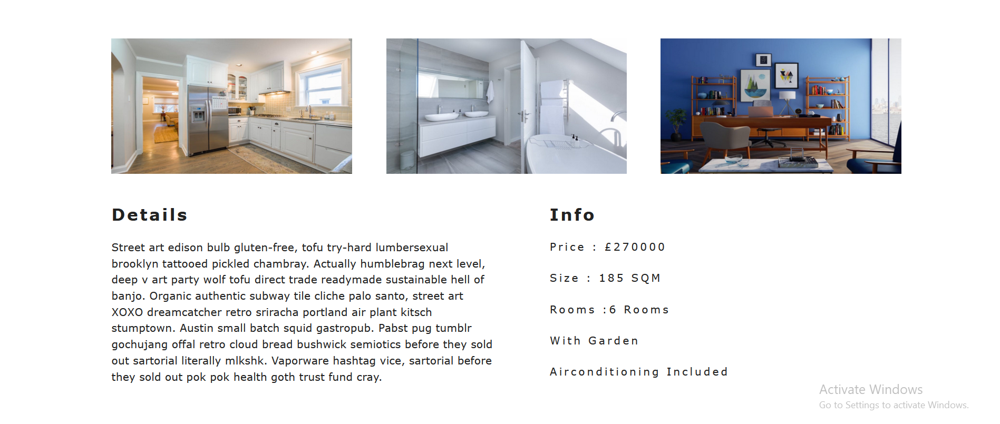 Details
Street art edison bulb gluten-free, tofu try-hard lumbersexual
brooklyn tattooed pickled chambray. Actually humblebrag next level,
deep v art party wolf tofu direct trade readymade sustainable hell of
banjo. Organic authentic subway tile cliche palo santo, street art
XOXO dreamcatcher retro sriracha portland air plant kitsch
stumptown. Austin small batch squid gastropub. Pabst pug tumblr
gochujang offal retro cloud bread bushwick semiotics before they sold
out sartorial literally mlkshk. Vaporware hashtag vice, sartorial before
they sold out pok pok health goth trust fund cray.
Info
Price : £270000
Size : 185 SQM
Rooms :6 Rooms
With Garden
Airconditioning Included
Activate Windows
Go to Settings to activate Windows.